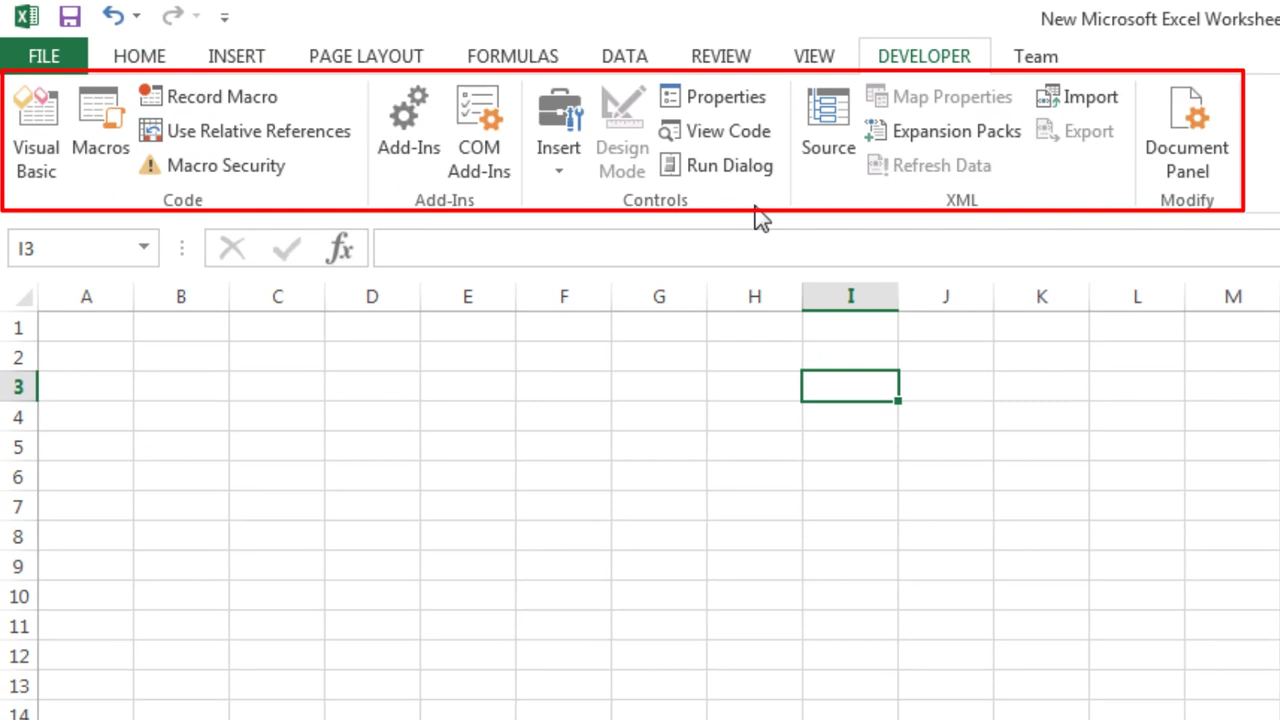 New Microsoft Excel Workshee
FILE HOME INSERT PAGE LAYOUT FORMULAS DATA REVIEW VIEW DEVELOPER Team
Visual Basic
Macros
Record Macro
Use Relative References
Macro Security
Code
Add-Ins
COM Add-Ins
Add-Ins
Insert
Design Mode
Properties
View Code
Run Dialog
Controls
Source
Map Properties
Expansion Packs
Refresh Data
Import
Export
XML
Document Panel
Modify
I3
fx
A B C D E F G H I J K L M
1
2
3
4
5
6
7
8
9
10
11
12
13
14